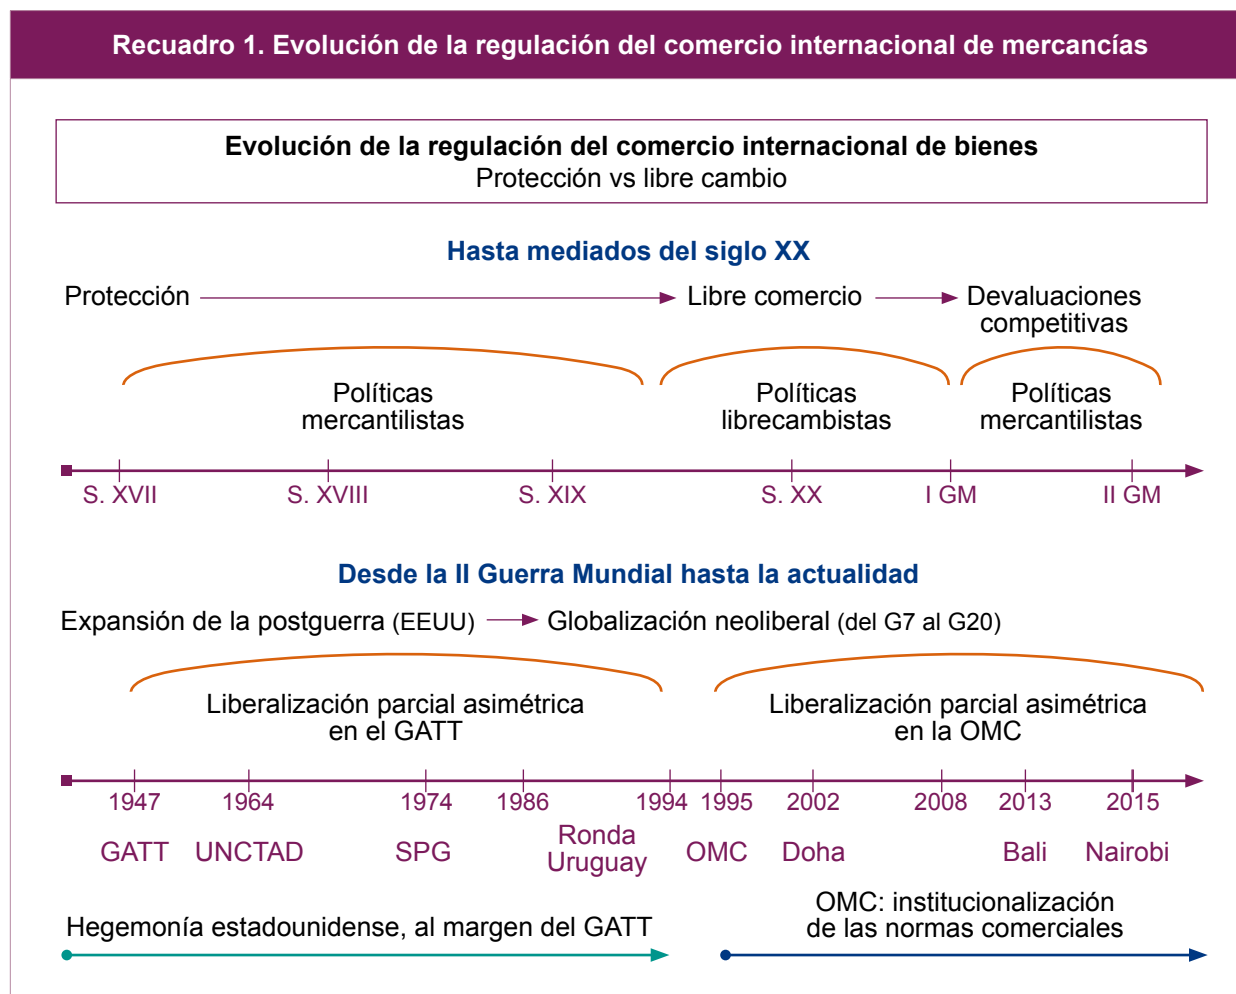 Recuadro 1. Evolución de la regulación del comercio internacional de mercancías
Evolución de la regulación del comercio internacional de bienes
Protección vs libre cambio
Hasta mediados del siglo XX
Protección
Libre comercio
Devaluaciones
competitivas
Políticas
mercantilistas
Políticas
librecambistas
Políticas
mercantilistas
S. XVII
S. XVIII
S. XIX
S. XX
I GM
II GM
Desde la II Guerra Mundial hasta la actualidad
Expansión de la postguerra (EEUU)
Globalización neoliberal (del G7 al G20)
Liberalización parcial asimétrica
en el GATT
Liberalización parcial asimétrica
en la OMC
1947
1964
1974
1986
1994
1995
2002
2008
2013
2015
GATT
UNCTAD
SPG
Ronda
Uruguay
OMC
Doha
Bali
Nairobi
Hegemonía estadounidense, al margen del GATT
OMC: institucionalización
de las normas comerciales